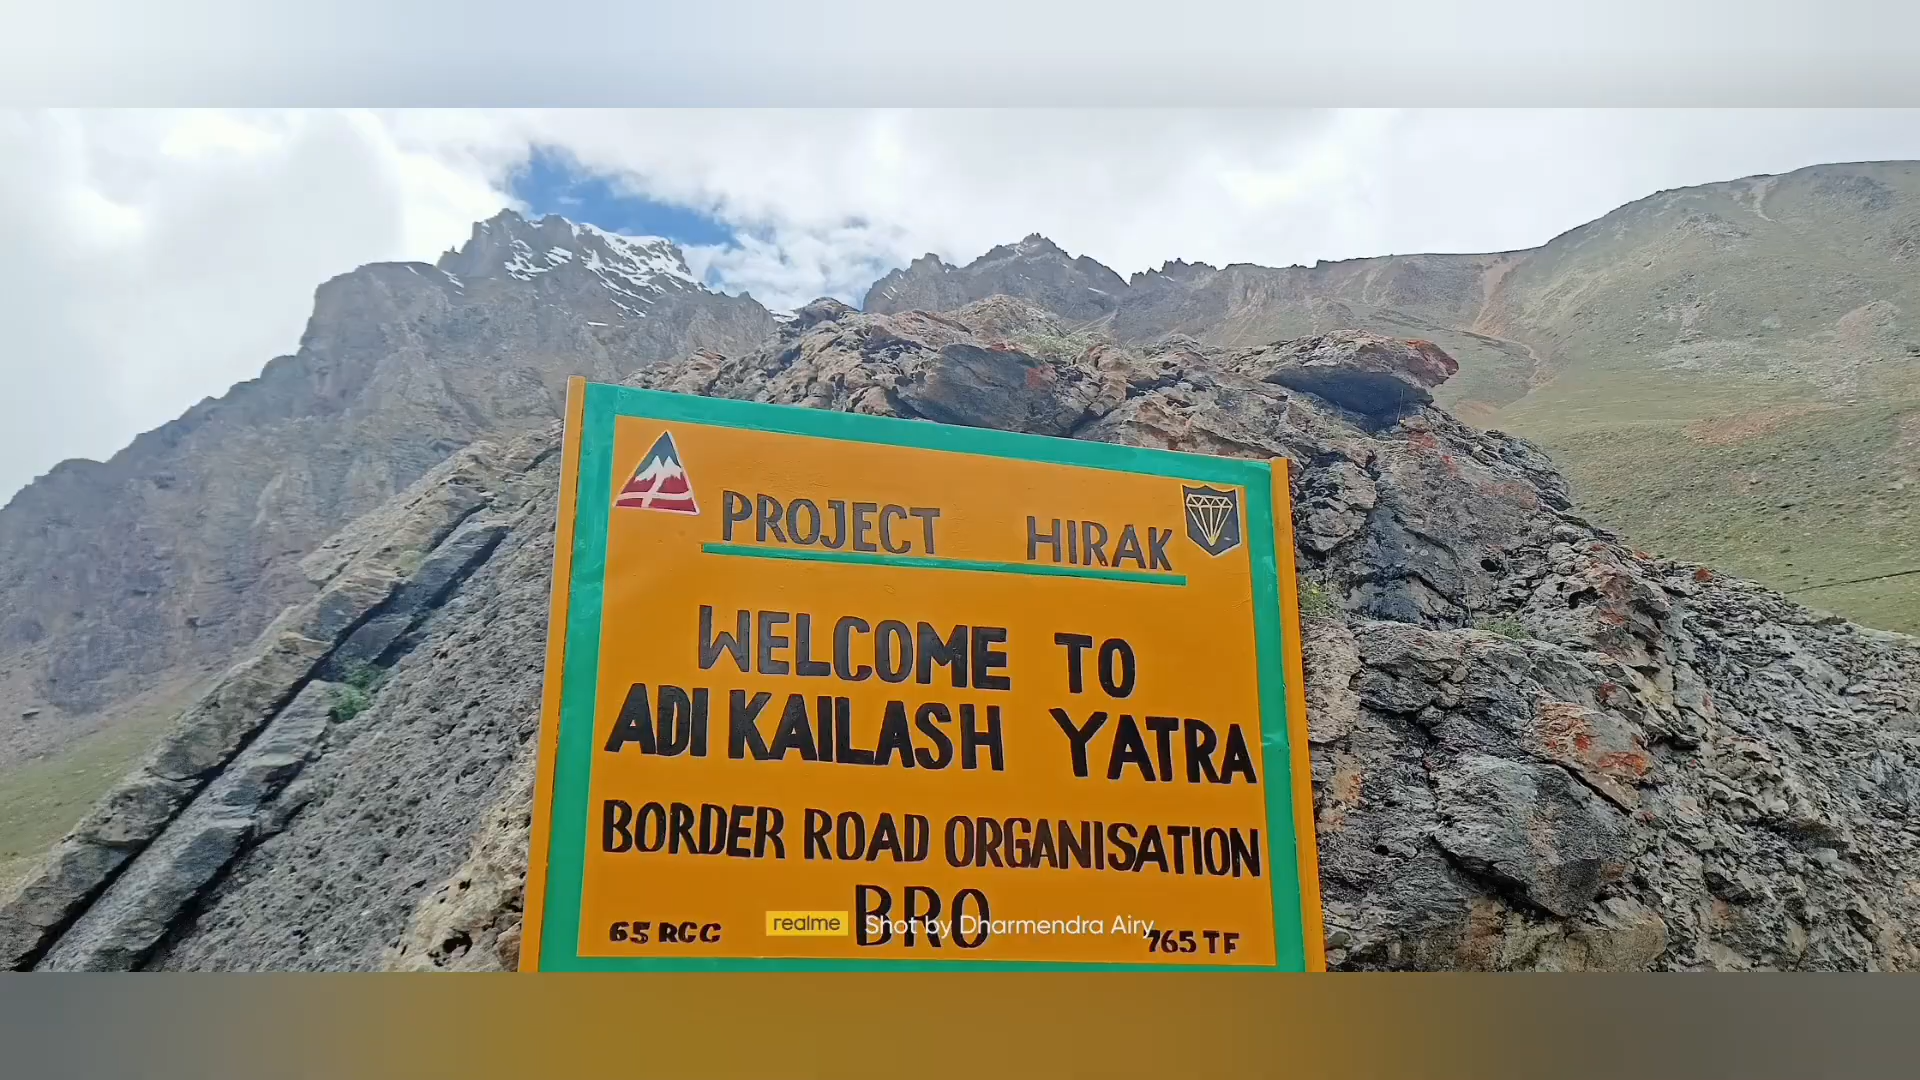 PROJECT HIRAK
WELCOME TO
ADI KAILASH YATRA
BORDER ROAD ORGANISATION
BRO
65 RCC
765 TF
realme Shot by Dharmendra Airy